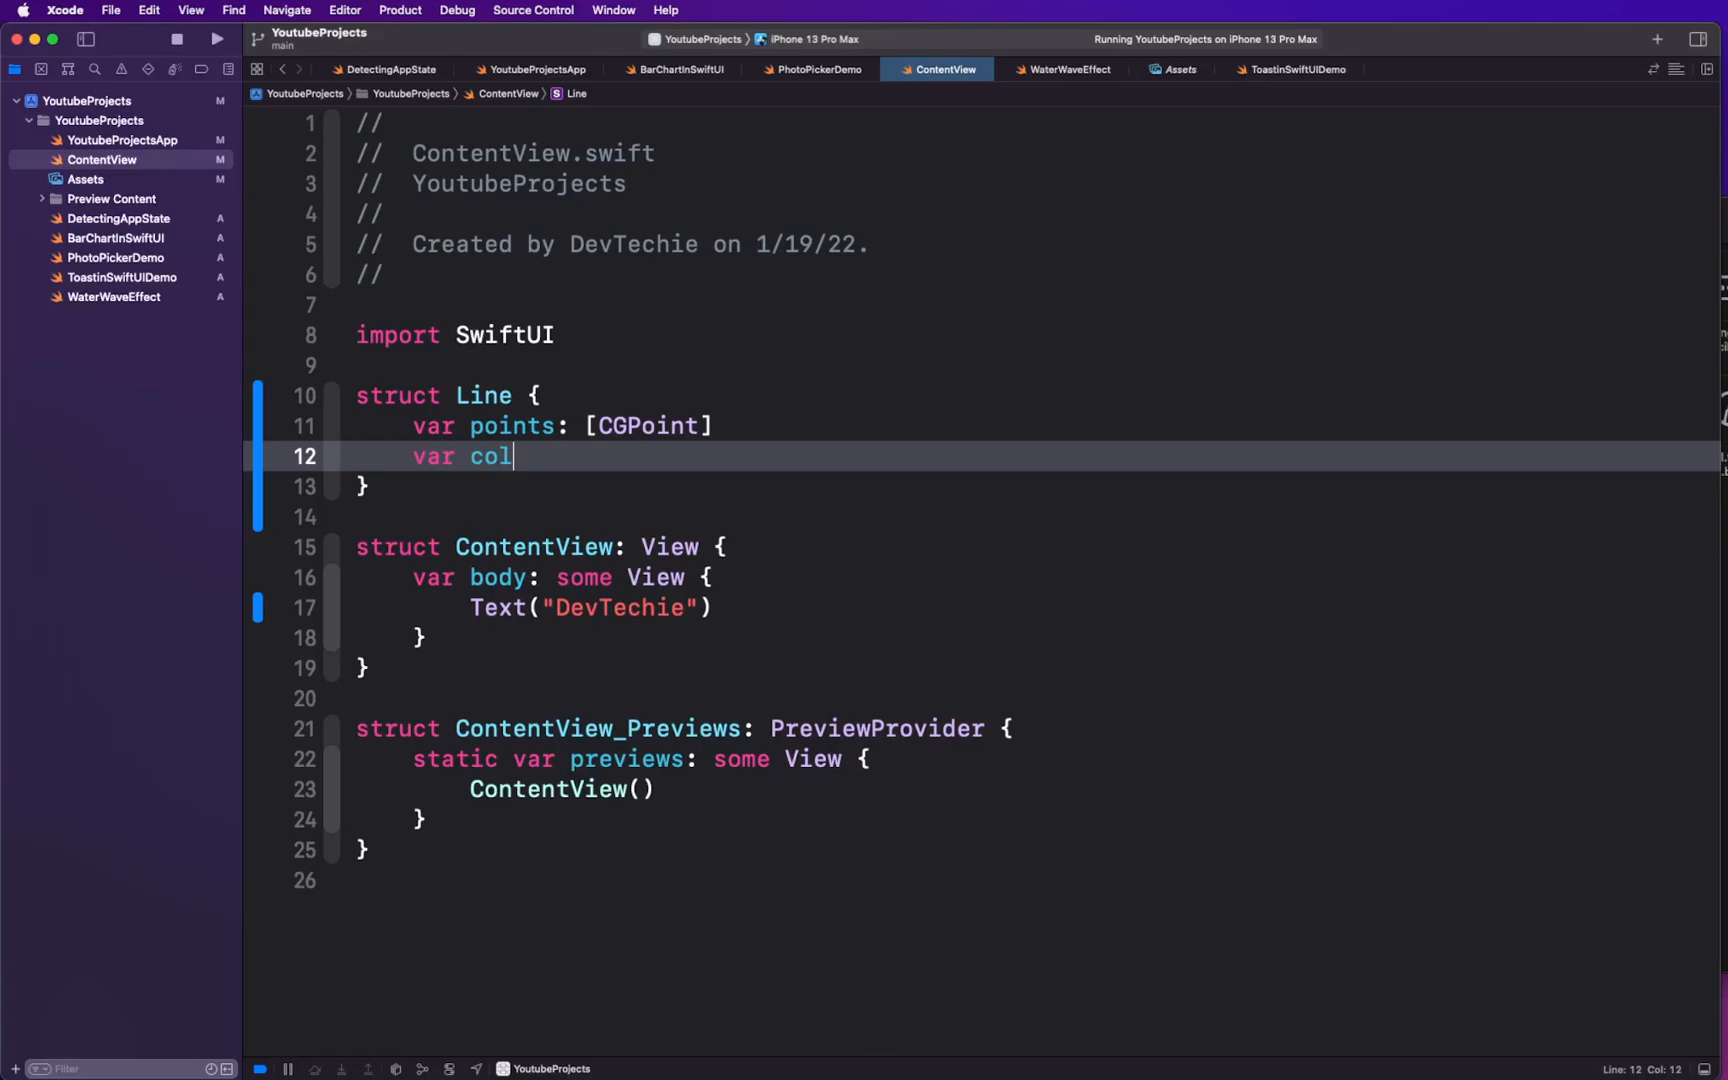 Xcode File Edit View Find Navigate Editor Product Debug Source Control Window Help
YoutubeProjects
main
YoutubeProjects iPhone 13 Pro Max
Running YoutubeProjects on iPhone 13 Pro Max
DetectingAppState YoutubeProjectsApp BarChartInSwiftUI PhotoPickerDemo ContentView WaterWaveEffect Assets ToastinSwiftUIDemo
YoutubeProjects YoutubeProjects ContentView S Line
YoutubeProjects M
YoutubeProjects
YoutubeProjectsApp M
ContentView M
Assets M
Preview Content
DetectingAppState A
BarChartInSwiftUI A
PhotoPickerDemo A
ToastinSwiftUIDemo A
WaterWaveEffect A
1 //
2 //  ContentView.swift
3 //  YoutubeProjects
4 //
5 //  Created by DevTechie on 1/19/22.
6 //
7
8 import SwiftUI
9
10 struct Line {
11     var points: [CGPoint]
12     var col
13 }
14
15 struct ContentView: View {
16     var body: some View {
17         Text("DevTechie")
18     }
19 }
20
21 struct ContentView_Previews: PreviewProvider {
22     static var previews: some View {
23         ContentView()
24     }
25 }
26
Filter
YoutubeProjects
Line: 12 Col: 12